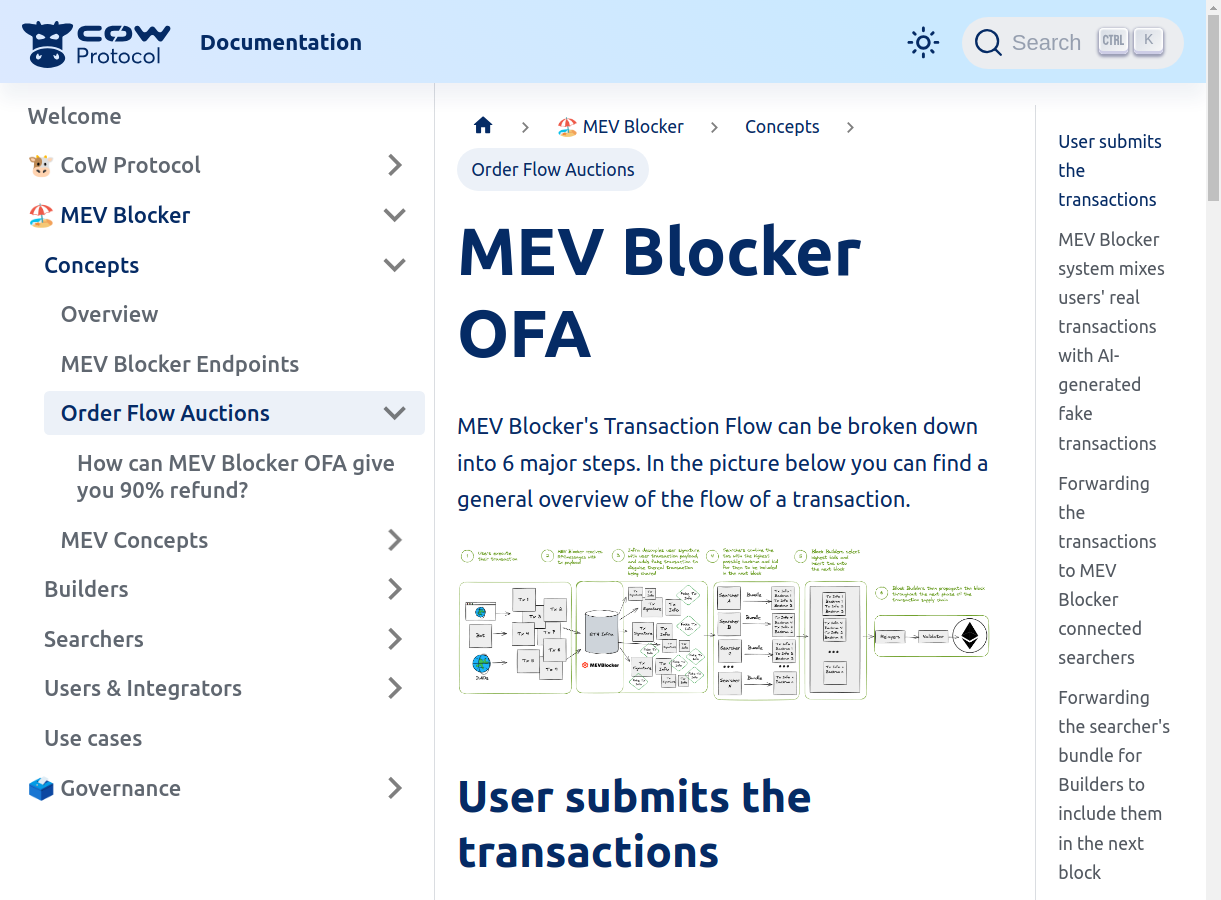 COW
Protocol
Documentation
Search
CTRL
K
Welcome
CoW Protocol
MEV Blocker
Concepts
Overview
MEV Blocker Endpoints
Order Flow Auctions
How can MEV Blocker OFA give
you 90% refund?
MEV Concepts
Builders
Searchers
Users & Integrators
Use cases
Governance
MEV Blocker
Concepts
Order Flow Auctions
MEV Blocker
OFA
MEV Blocker's Transaction Flow can be broken down
into 6 major steps. In the picture below you can find a
general overview of the flow of a transaction.
MEVBlocker
User submits the
transactions
User submits
the
transactions
MEV Blocker
system mixes
users' real
transactions
with AI-
generated
fake
transactions
Forwarding
the
transactions
to MEV
Blocker
connected
searchers
Forwarding
the searcher's
bundle for
Builders to
include them
in the next
block